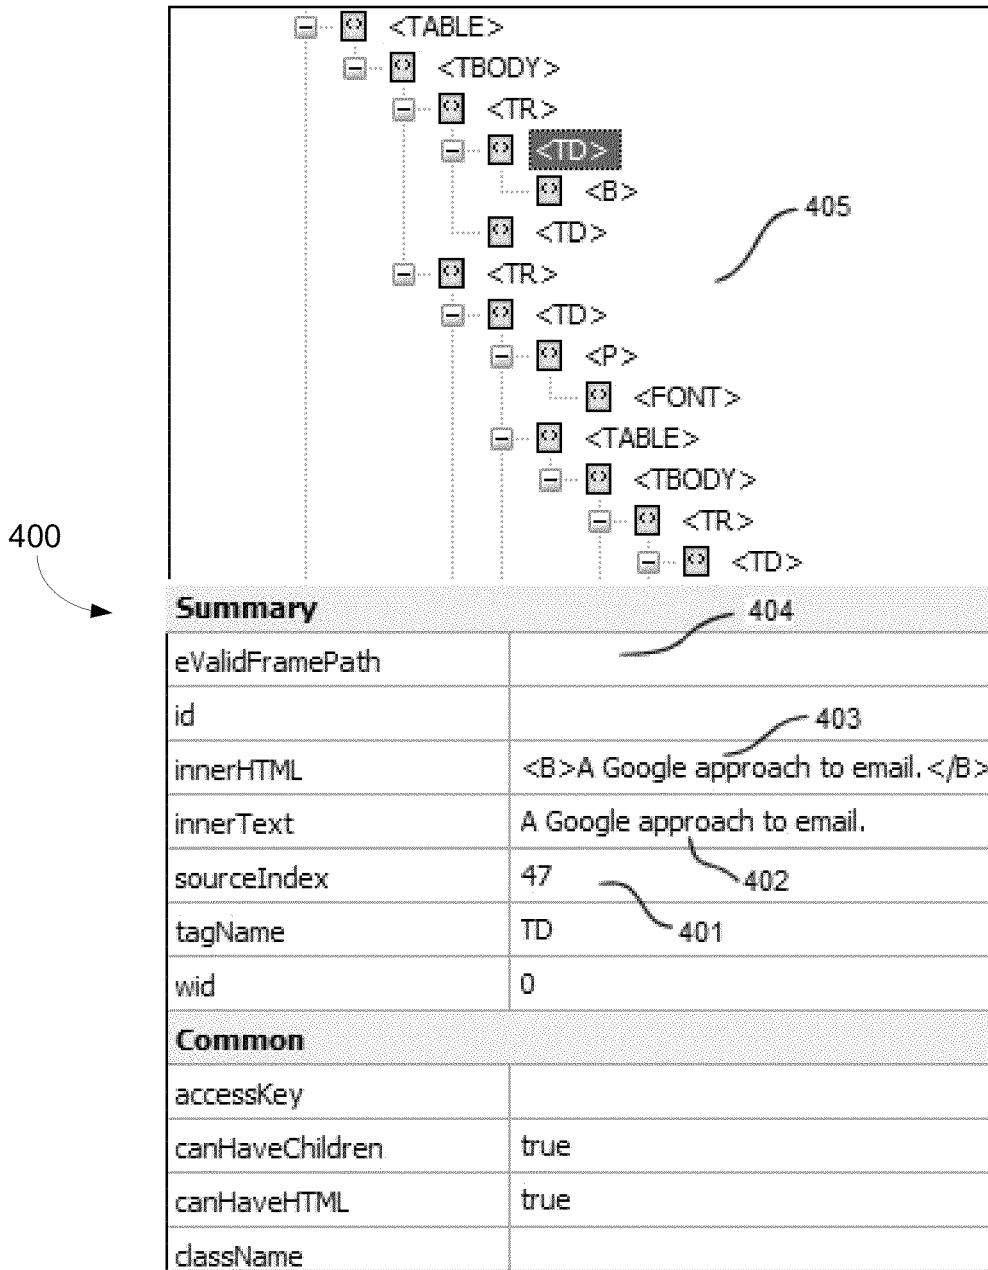 <TABLE>
<TBODY>
<TR>
<TD>
<B>
405
<TD>
<TR>
<TD>
<P>
<FONT>
<TABLE>
<TBODY>
400
<TR>
<TD>
Summary
404
eValidFramePath
id
403
innerHTML <B>A Google approach to email.</B>
innerText A Google approach to email.
sourceIndex 47
402
tagName TD
401
wid 0
Common
accessKey
canHaveChildren true
canHaveHTML true
className